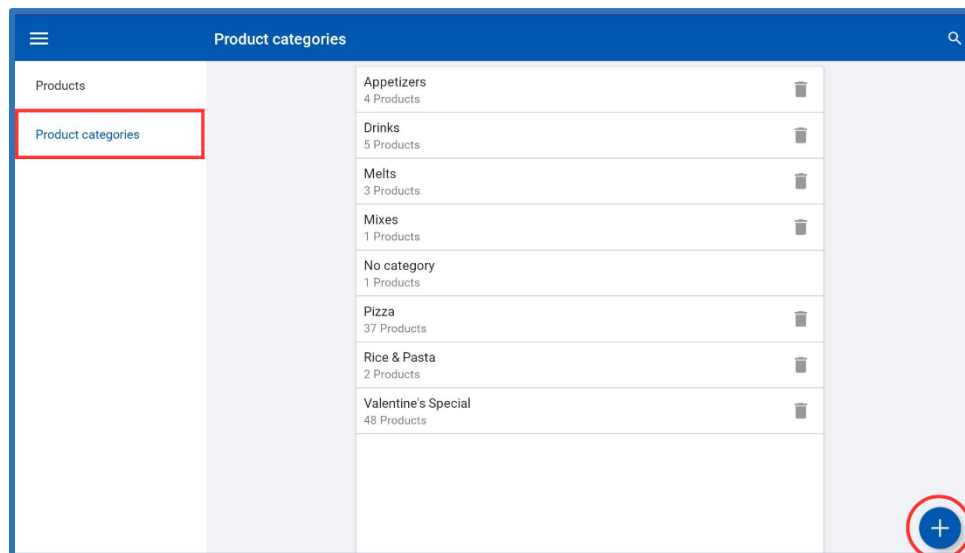 Product categories
Products
Product categories
Appetizers
4 Products
Drinks
5 Products
Melts
3 Products
Mixes
1 Products
No category
1 Products
Pizza
37 Products
Rice & Pasta
2 Products
Valentine's Special
48 Products